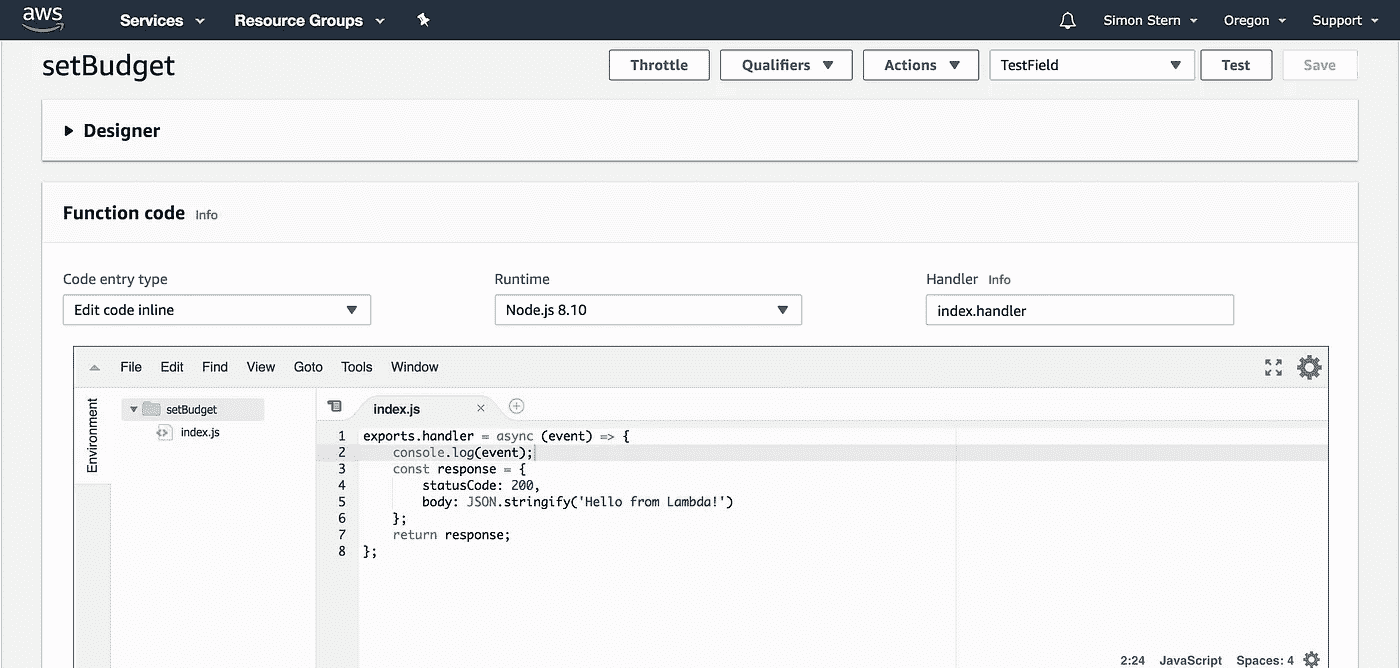 aws Services Resource Groups Simon Stern Oregon Support
setBudget Throttle Qualifiers Actions TestField Test Save
Designer
Function code Info
Code entry type Runtime Handler Info
Edit code inline Node.js 8.10 index.handler
File Edit Find View Goto Tools Window
Environment
setBudget
index.js
index.js
1 exports.handler = async (event) => {
2 console.log(event);
3 const response = {
4 statusCode: 200,
5 body: JSON.stringify('Hello from Lambda!')
6 };
7 return response;
8 };
2:24 JavaScript Spaces: 4